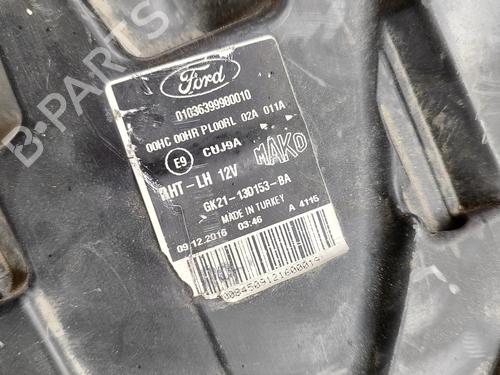 B-PARTS
Ford
01036399980010
00HC 00HR PL00RL 02A 011A
E9 CUJ9A MAKO
RHT-LH 12V
GK21-13D153-BA
MADE IN TURKEY
09.12.2016 03:46 A 4115